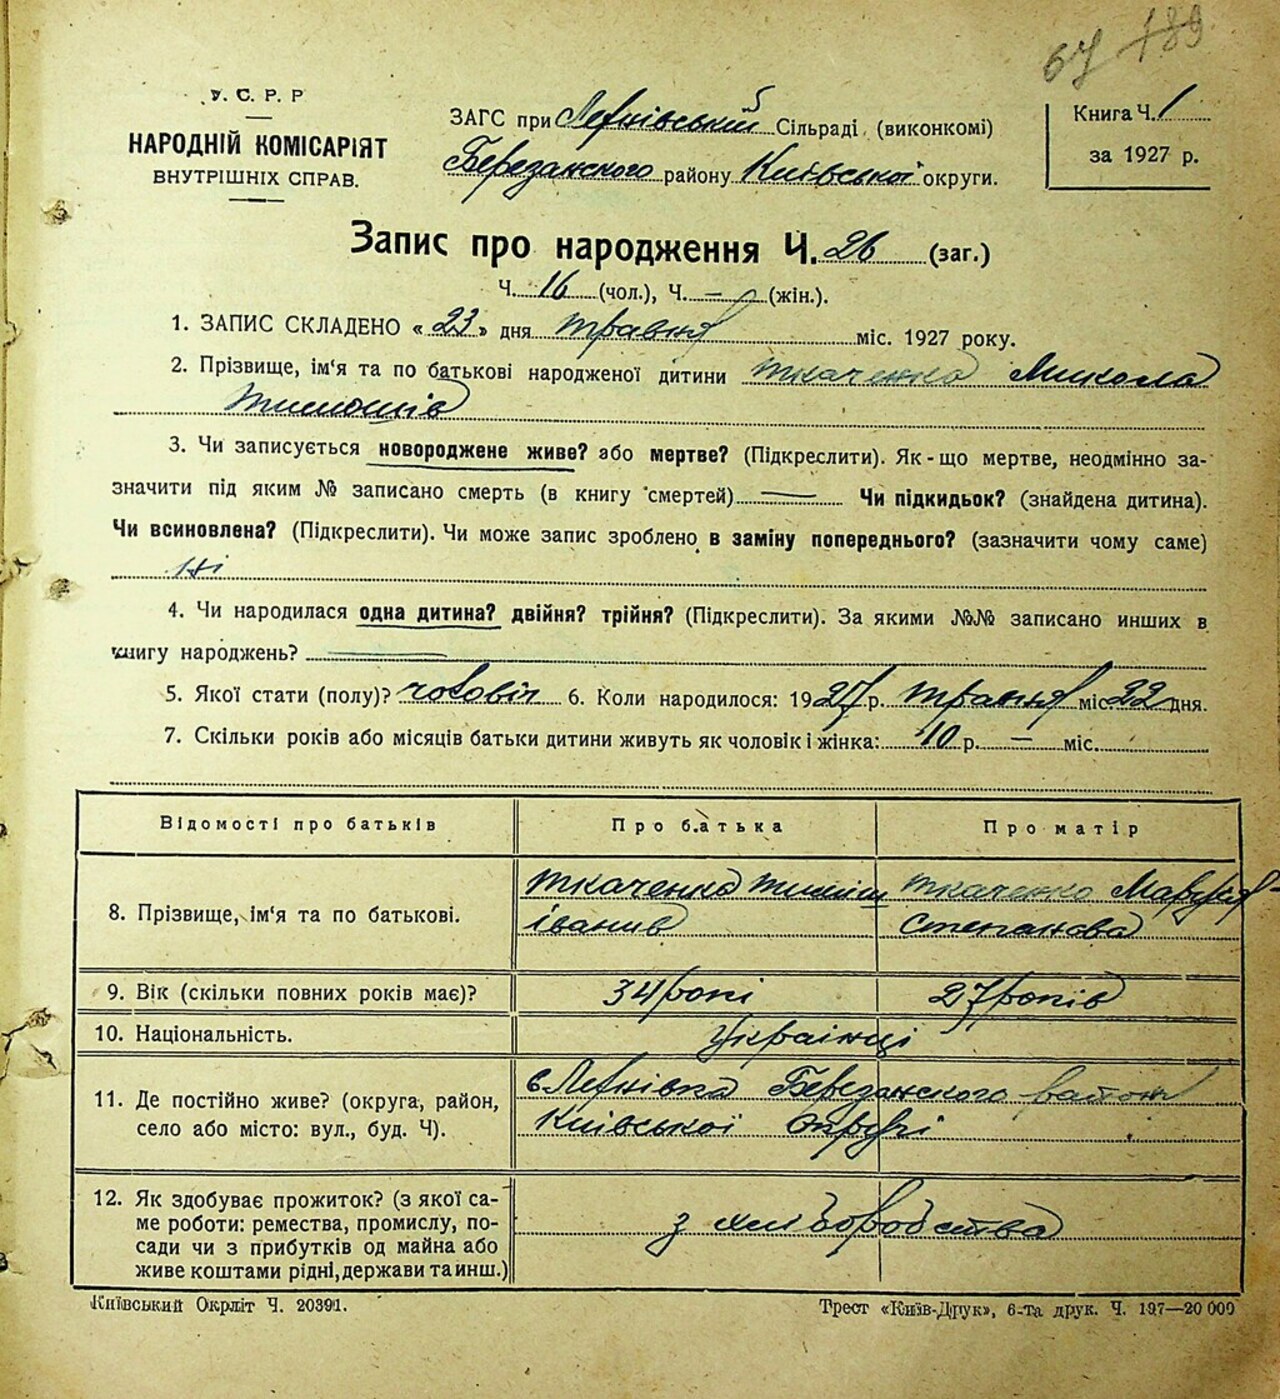 67 189
У. С. Р. Р
НАРОДНІЙ КОМІСАРІЯТ
ВНУТРІШНІХ СПРАВ.
ЗАГС при Лехнівській Сільраді (виконкомі)
Березанского району Київської округи.
Книга Ч. 1
за 1927 р.
Запис про народження Ч. 26 (заг.)
Ч. 16 (чол.), Ч. — (жін.).
1. ЗАПИС СКЛАДЕНО « 23 » дня травня міс. 1927 року.
2. Прізвище, ім'я та по батькові народженої дитини Ткаченко Микола
Тимошів
3. Чи записується новороджене живе? або мертве? (Підкреслити). Як-що мертве, неодмінно за-
значити під яким № записано смерть (в книгу смертей) — Чи підкидьок? (знайдена дитина).
Чи всиновлена? (Підкреслити). Чи може запис зроблено в заміну попереднього? (зазначити чому саме)
Ні
4. Чи народилася одна дитина? двійня? трійня? (Підкреслити). За якими №№ записано инших в
книгу народжень? —
5. Якої стати (полу)? чоловіч 6. Коли народилося: 1927 р. травня міс. 22 дня.
7. Скільки років або місяців батьки дитини живуть як чоловік і жінка: 10 р. — міс.
Відомості про батьків Про батька Про матір
8. Прізвище, ім'я та по батькові. Ткаченко Тиміш Ткаченко Маруся
Іванив Степанова
9. Вік (скільки повних років має)? 34 роки 27 років
10. Національність. Українці
11. Де постійно живе? (округа, район,
село або місто: вул., буд. Ч). с. Лехнівка Березанского район
Київської округи
12. Як здобуває прожиток? (з якої са-
ме роботи: ремества, промислу, по-
сади чи з прибутків од майна або
живе коштами рідні, держави та инш.) з хліборобства
Київський Окрліт Ч. 20391.
Трест «Київ-Друк», 6-та друк. Ч. 197—20 000